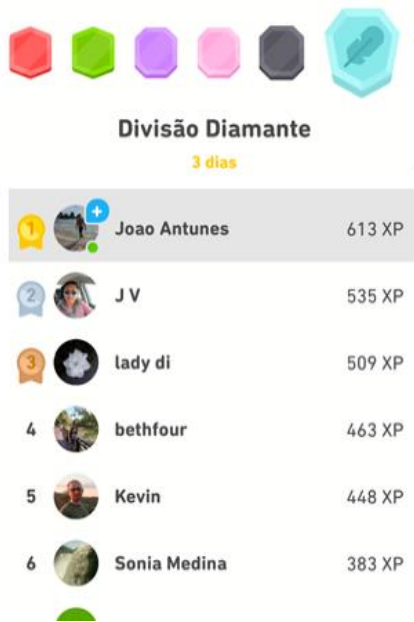 Divisão Diamante
3 dias
1 Joao Antunes 613 XP
2 J V 535 XP
3 lady di 509 XP
4 bethfour 463 XP
5 Kevin 448 XP
6 Sonia Medina 383 XP